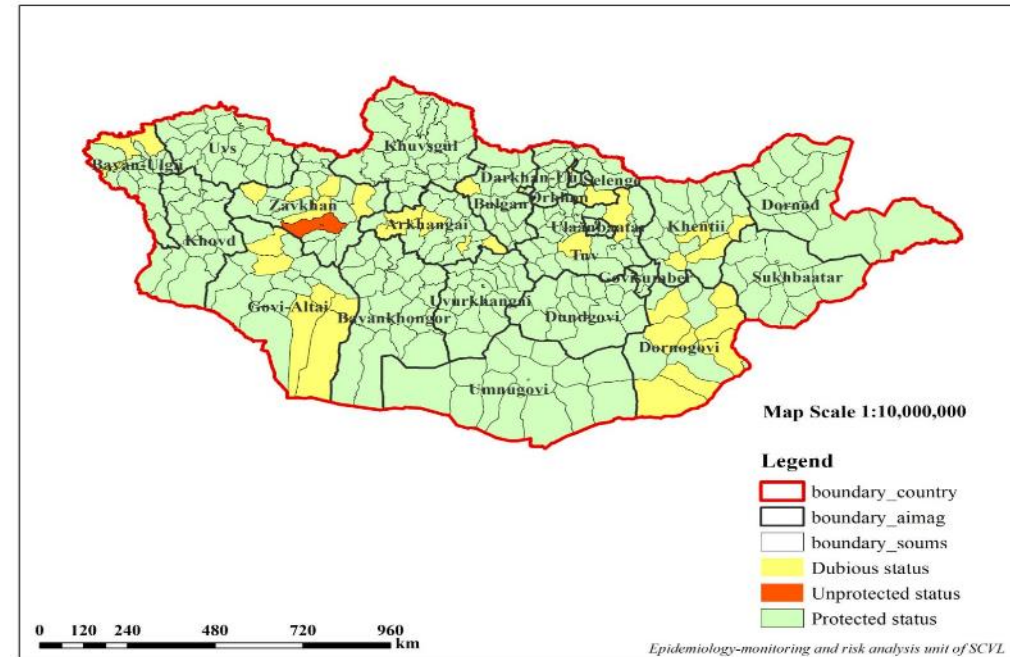 Uvs
Khuvsgul
Bayan-Ulgii
Darkhan-Uul
Selenge
Zavkhan
Orkhon
Dornod
Bulgan
Arkhangai
Khentii
Khovd
Ulaanbaatar
Tuv
Govisumber
Sukhbaatar
Govi-Altai
Uvurkhangai
Bayankhongor
Dundgovi
Dornogovi
Umnugovi
Map Scale 1:10,000,000
Legend
boundary_country
boundary_aimag
boundary_soums
Dubious status
Unprotected status
Protected status
0 120 240 480 720 960
km
Epidemiology-monitoring and risk analysis unit of SCVL